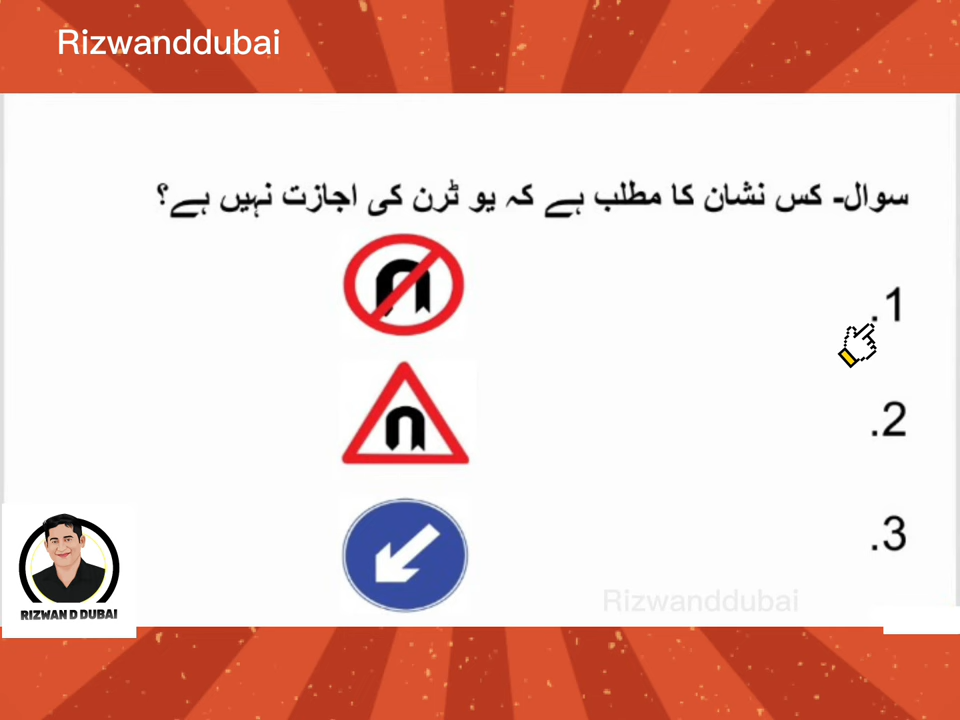 Rizwanddubai
سوال- کس نشان کا مطلب ہے کہ یو ٹرن کی اجازت نہیں ہے؟
.1
.2
.3
RIZWAN D DUBAI
Rizwanddubai